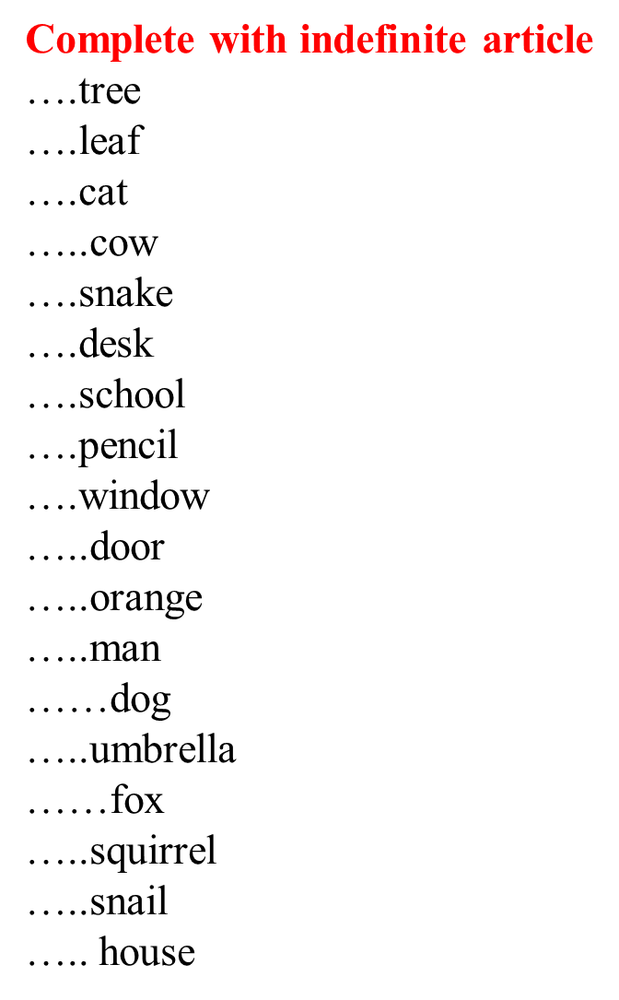 Complete with indefinite article
….tree
….leaf
….cat
…..cow
….snake
….desk
….school
….pencil
….window
…..door
…..orange
…..man
……dog
…..umbrella
……fox
…..squirrel
…..snail
….. house